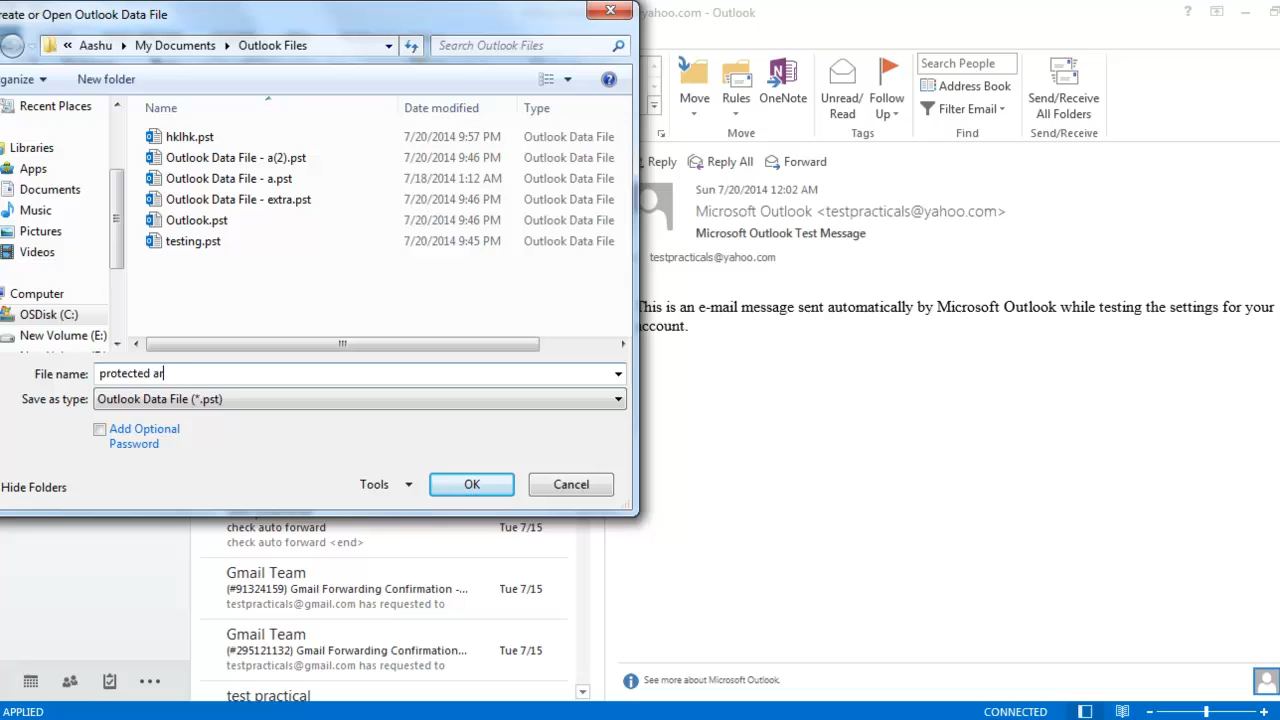 reate or Open Outlook Data File
yahoo.com - Outlook
?
« Aashu My Documents Outlook Files
Search Outlook Files
ganize New folder
Recent Places
Libraries
Apps
Documents
Music
Pictures
Videos
Computer
OSDisk (C:)
New Volume (E:)
Name Date modified Type
hklhk.pst 7/20/2014 9:57 PM Outlook Data File
Outlook Data File - a(2).pst 7/20/2014 9:46 PM Outlook Data File
Outlook Data File - a.pst 7/18/2014 1:12 AM Outlook Data File
Outlook Data File - extra.pst 7/20/2014 9:46 PM Outlook Data File
Outlook.pst 7/20/2014 9:46 PM Outlook Data File
testing.pst 7/20/2014 9:45 PM Outlook Data File
File name: protected ar
Save as type: Outlook Data File (*.pst)
Add Optional
Password
Hide Folders
Tools OK Cancel
Move
Rules
OneNote
Move
Unread/
Read
Follow
Up
Tags
Search People
Address Book
Filter Email
Find
Send/Receive
All Folders
Send/Receive
Reply Reply All Forward
Sun 7/20/2014 12:02 AM
Microsoft Outlook <testpracticals@yahoo.com>
Microsoft Outlook Test Message
testpracticals@yahoo.com
This is an e-mail message sent automatically by Microsoft Outlook while testing the settings for your
account.
check auto forward Tue 7/15
check auto forward <end>
Gmail Team
(#91324159) Gmail Forwarding Confirmation -... Tue 7/15
testpracticals@gmail.com has requested to
Gmail Team
(#295121132) Gmail Forwarding Confirmation... Tue 7/15
testpracticals@gmail.com has requested to
test practical
See more about Microsoft Outlook.
APPLIED
CONNECTED